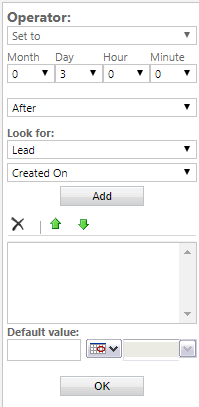 Operator:
Set to
Month Day Hour Minute
0 3 0 0
After
Look for:
Lead
Created On
Add
Default value:
OK